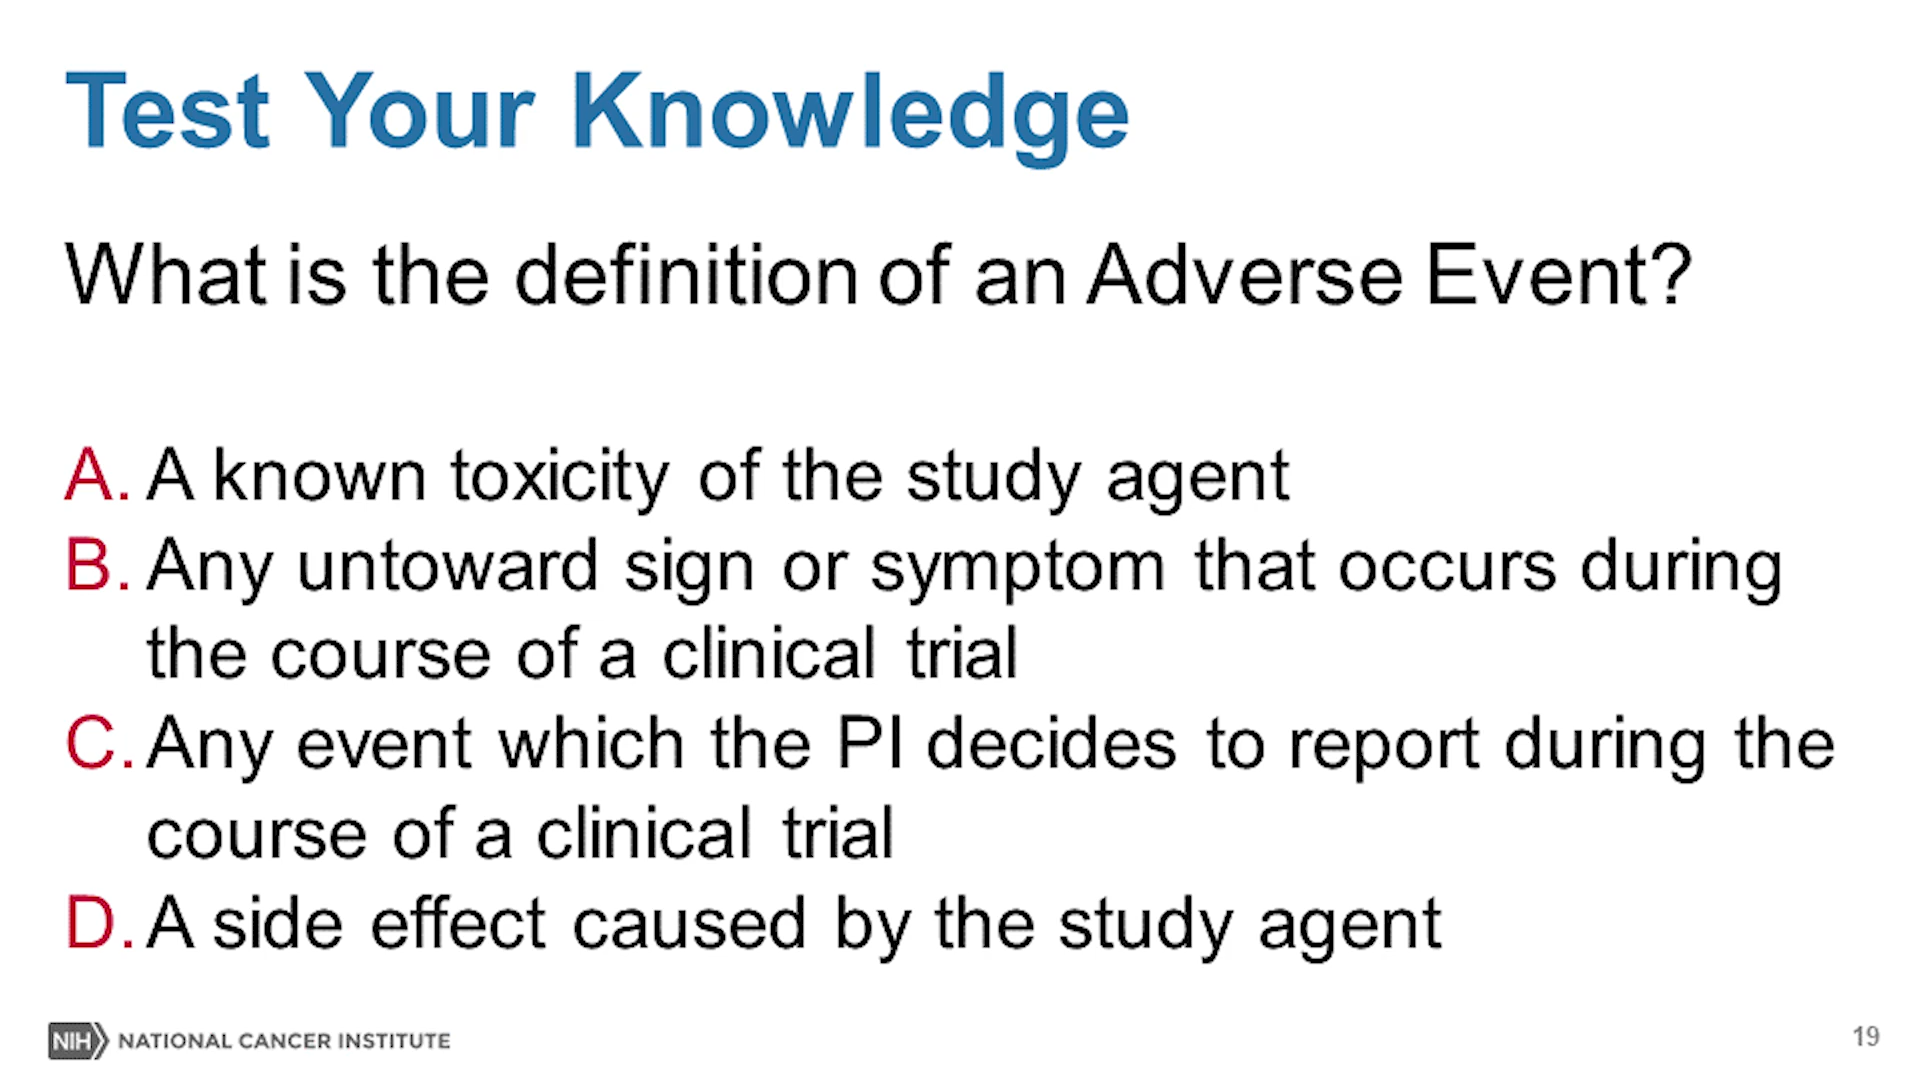 Test Your Knowledge
What is the definition of an Adverse Event?
A. A known toxicity of the study agent
B. Any untoward sign or symptom that occurs during
the course of a clinical trial
C. Any event which the PI decides to report during the
course of a clinical trial
D. A side effect caused by the study agent
NIH NATIONAL CANCER INSTITUTE
19